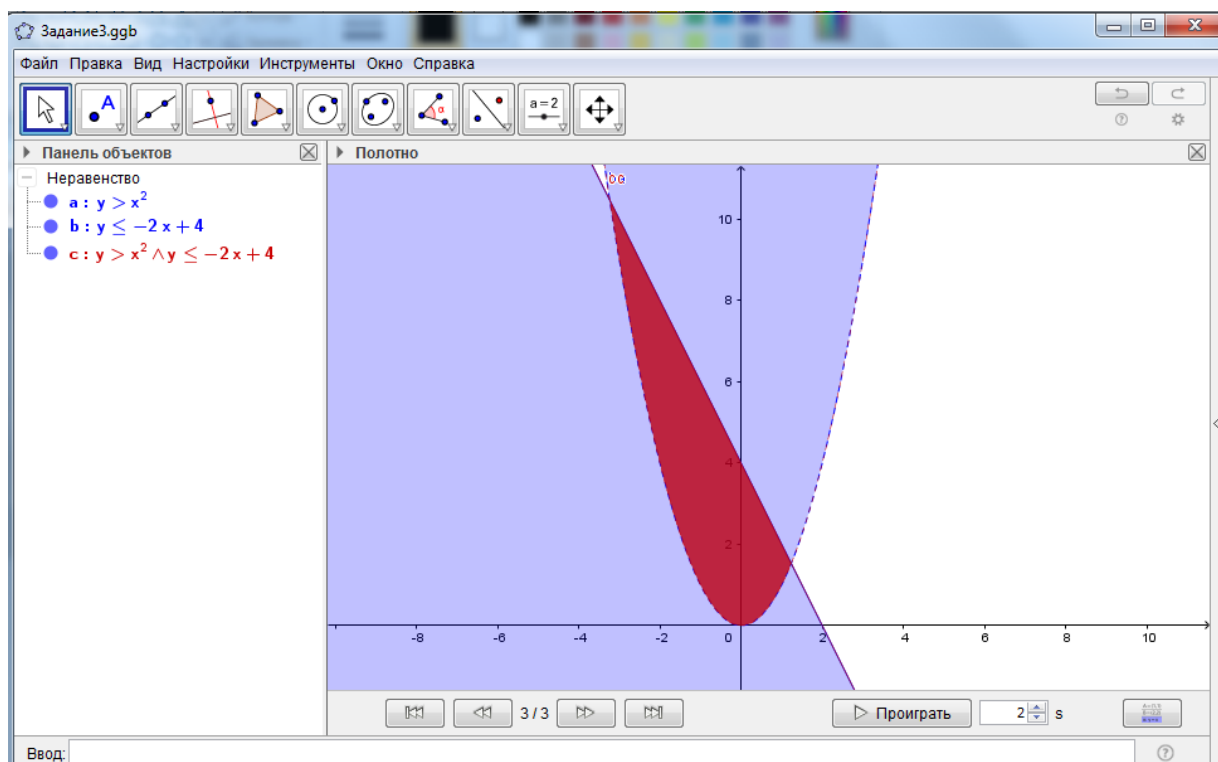 Задание3.ggb
Файл Правка Вид Настройки Инструменты Окно Справка
A α a = 2
Панель объектов
Полотно
Неравенство
a : y > x²
b : y ≤ −2 x + 4
c : y > x² ∧ y ≤ −2 x + 4
10
8
6
4
2
-8 -6 -4 -2 0 2 4 6 8 10
3 / 3 Проиграть 2 s
Ввод: